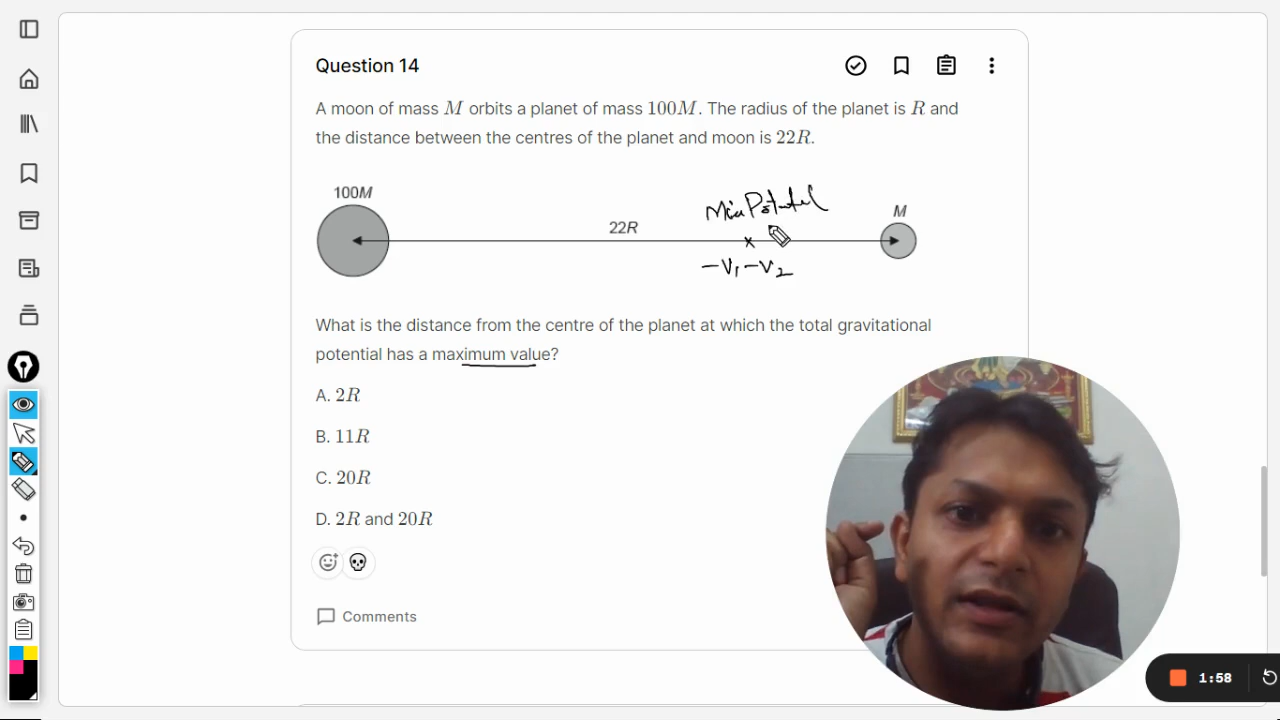 Question 14
A moon of mass M orbits a planet of mass 100M. The radius of the planet is R and
the distance between the centres of the planet and moon is 22R.
100M
Min Potential
M
22R
-V1-V2
What is the distance from the centre of the planet at which the total gravitational
potential has a maximum value?
A. 2R
B. 11R
C. 20R
D. 2R and 20R
Comments
1:58